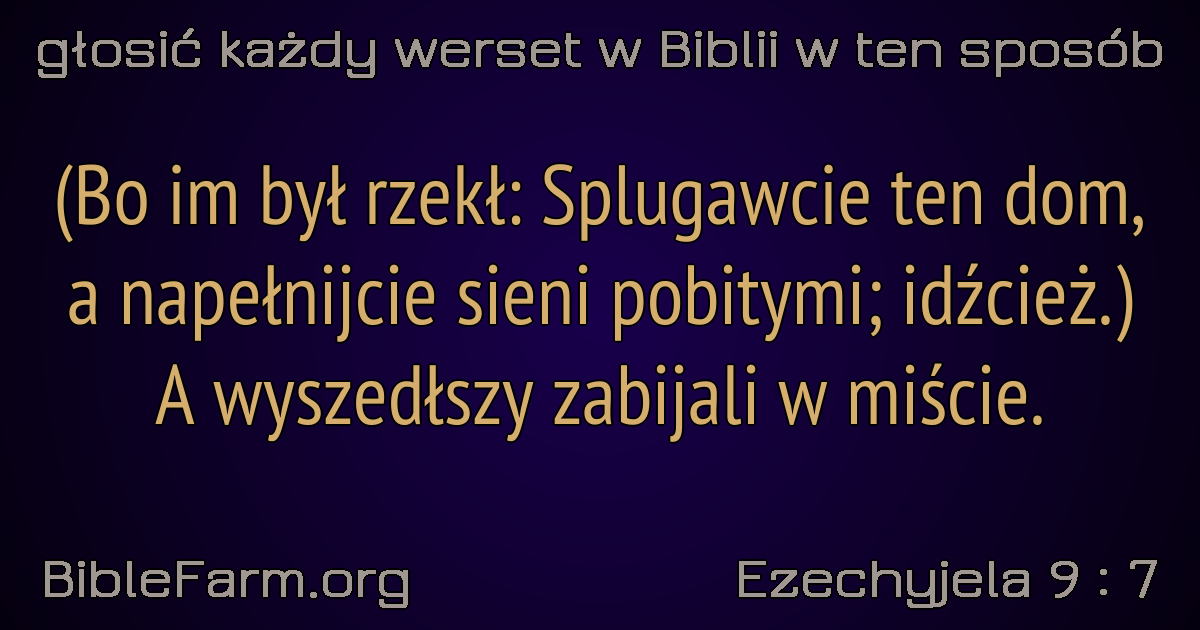 głosić każdy werset w Biblii w ten sposób
(Bo im był rzekł: Splugawcie ten dom,
a napełnijcie sieni pobitymi; idźcież.)
A wyszedłszy zabijali w miście.
BibleFarm.org
Ezechyjela 9 : 7